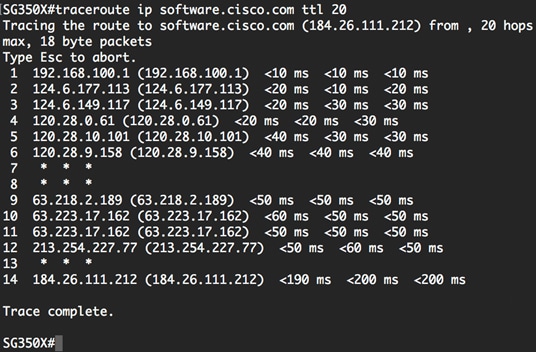 SG350X#traceroute ip software.cisco.com ttl 20
Tracing the route to software.cisco.com (184.26.111.212) from , 20 hops
max, 18 byte packets
Type Esc to abort.
1 192.168.100.1 (192.168.100.1) <10 ms <10 ms <10 ms
2 124.6.177.113 (124.6.177.113) <20 ms <10 ms <20 ms
3 124.6.149.117 (124.6.149.117) <20 ms <30 ms <30 ms
4 120.28.0.61 (120.28.0.61) <20 ms <20 ms <30 ms
5 120.28.10.101 (120.28.10.101) <40 ms <30 ms <30 ms
6 120.28.9.158 (120.28.9.158) <40 ms <40 ms <40 ms
7 * * *
8 * * *
9 63.218.2.189 (63.218.2.189) <50 ms <50 ms <50 ms
10 63.223.17.162 (63.223.17.162) <60 ms <50 ms <50 ms
11 63.223.17.162 (63.223.17.162) <50 ms <50 ms <50 ms
12 213.254.227.77 (213.254.227.77) <50 ms <60 ms <50 ms
13 * * *
14 184.26.111.212 (184.26.111.212) <190 ms <200 ms <200 ms
Trace complete.
SG350X#